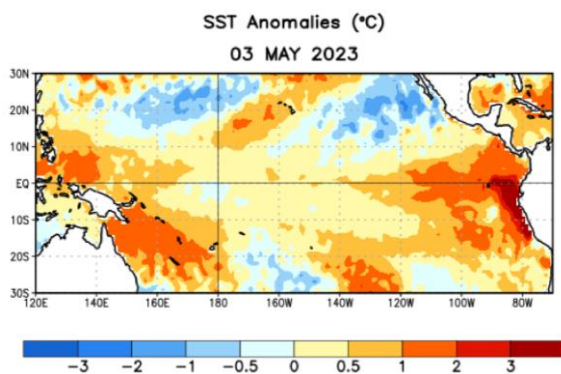 SST Anomalies (°C)
03 MAY 2023
30N
20N
10N
EQ
10S
20S
30S
120E 140E 160E 180 160W 140W 120W 100W 80W
-3 -2 -1 -0.5 0 0.5 1 2 3